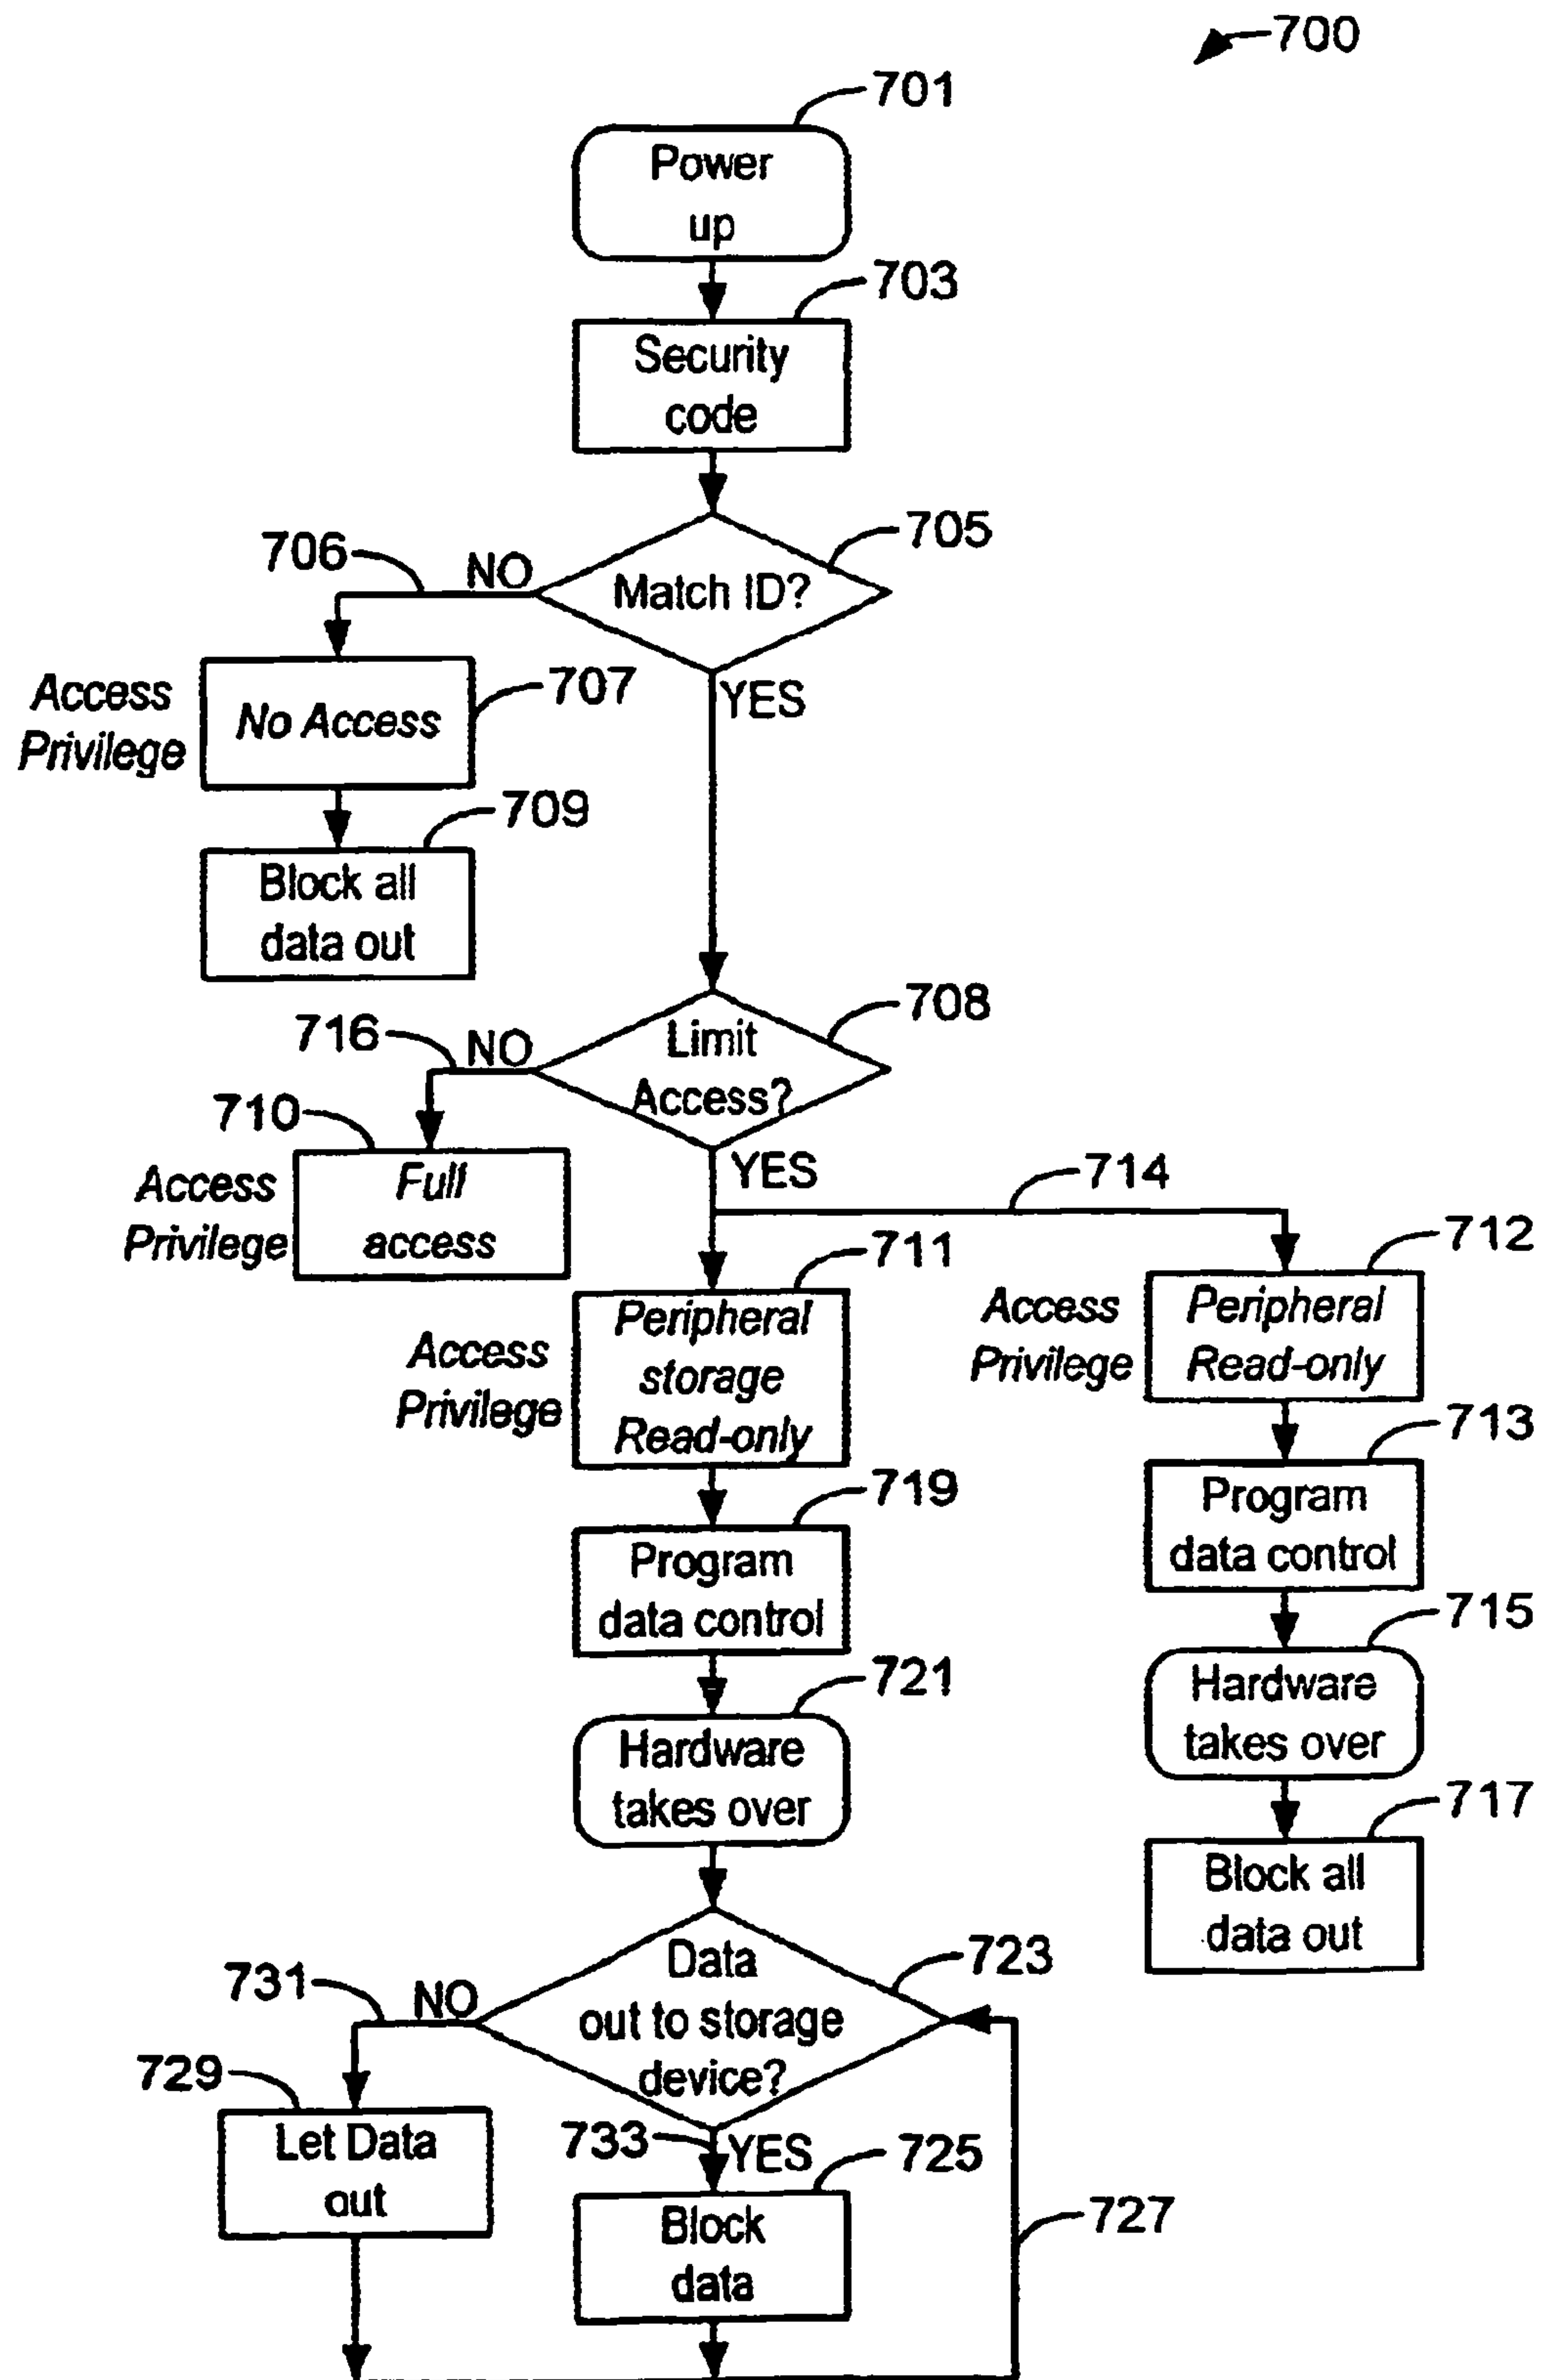 700
701
Power
up
703
Security
code
705
Match ID?
706
NO
YES
Access
Privilege
707
No Access
709
Block all
data out
708
Limit
Access?
716
NO
YES
710
Access
Privilege
Full
access
714
711
Access
Privilege
Peripheral
storage
Read-only
712
Access
Privilege
Peripheral
Read-only
719
Program
data control
713
Program
data control
721
Hardware
takes over
715
Hardware
takes over
717
Block all
data out
723
Data
out to storage
device?
731
NO
729
Let Data
out
733
YES
725
Block
data
727